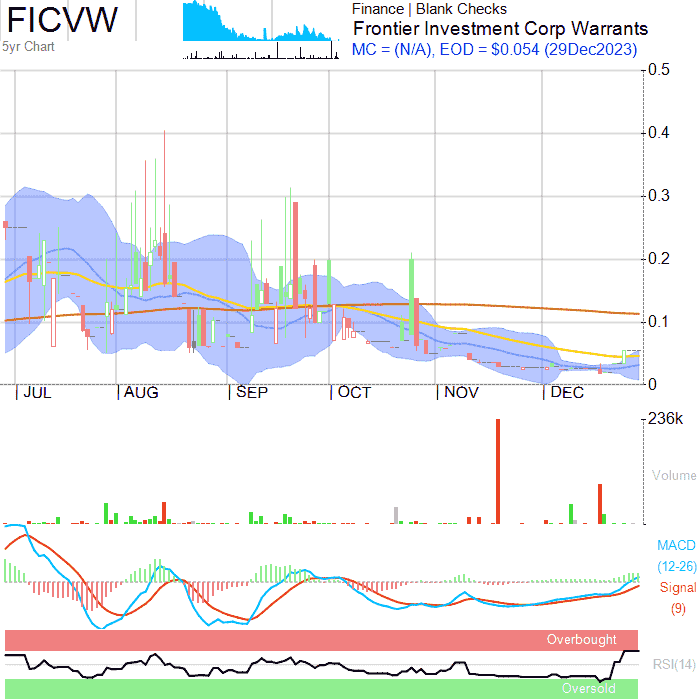 FICVW
5yr Chart
Finance | Blank Checks
Frontier Investment Corp Warrants
MC = (N/A), EOD = $0.054 (29Dec2023)
0.5
0.4
0.3
0.2
0.1
0
JUL AUG SEP OCT NOV DEC
236k
Volume
MACD
(12-26)
Signal
(9)
Overbought
RSI(14)
Oversold